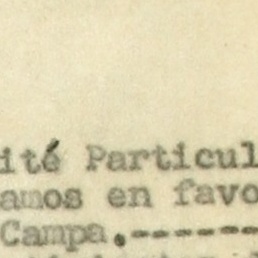 ité Particul
amos en favo
Campa.-------